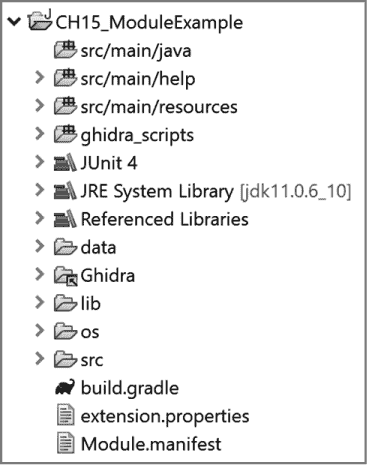 CH15_ModuleExample
src/main/java
src/main/help
src/main/resources
ghidra_scripts
JUnit 4
JRE System Library [jdk11.0.6_10]
Referenced Libraries
data
Ghidra
lib
os
src
build.gradle
extension.properties
Module.manifest